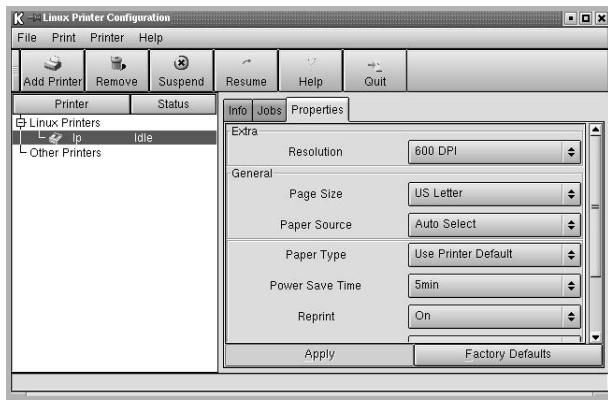 K Linux Printer Configuration
File Print Printer Help
Add Printer Remove Suspend Resume Help Quit
Printer Status
Linux Printers
lp Idle
Other Printers
Info Jobs Properties
Extra
Resolution 600 DPI
General
Page Size US Letter
Paper Source Auto Select
Paper Type Use Printer Default
Power Save Time 5min
Reprint On
Apply Factory Defaults